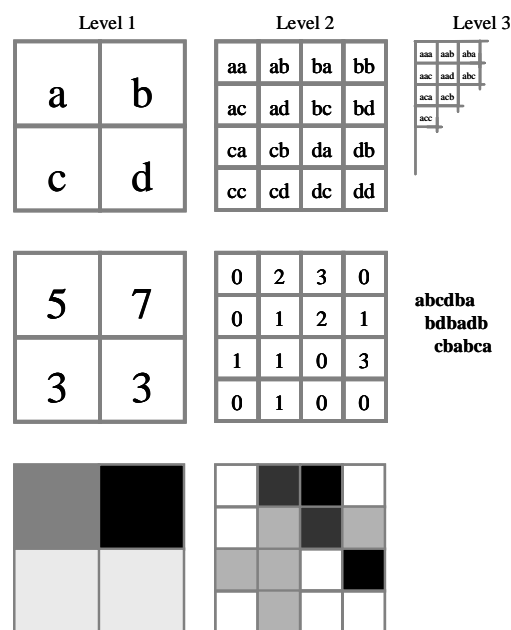 Level 1 Level 2 Level 3
a b
c d
aa ab ba bb
ac ad bc bd
ca cb da db
cc cd dc dd
aaa aab aba
aac aad abc
aca acb
acc
5 7
3 3
0 2 3 0
0 1 2 1
1 1 0 3
0 1 0 0
abcdba
bdbadb
cbabca